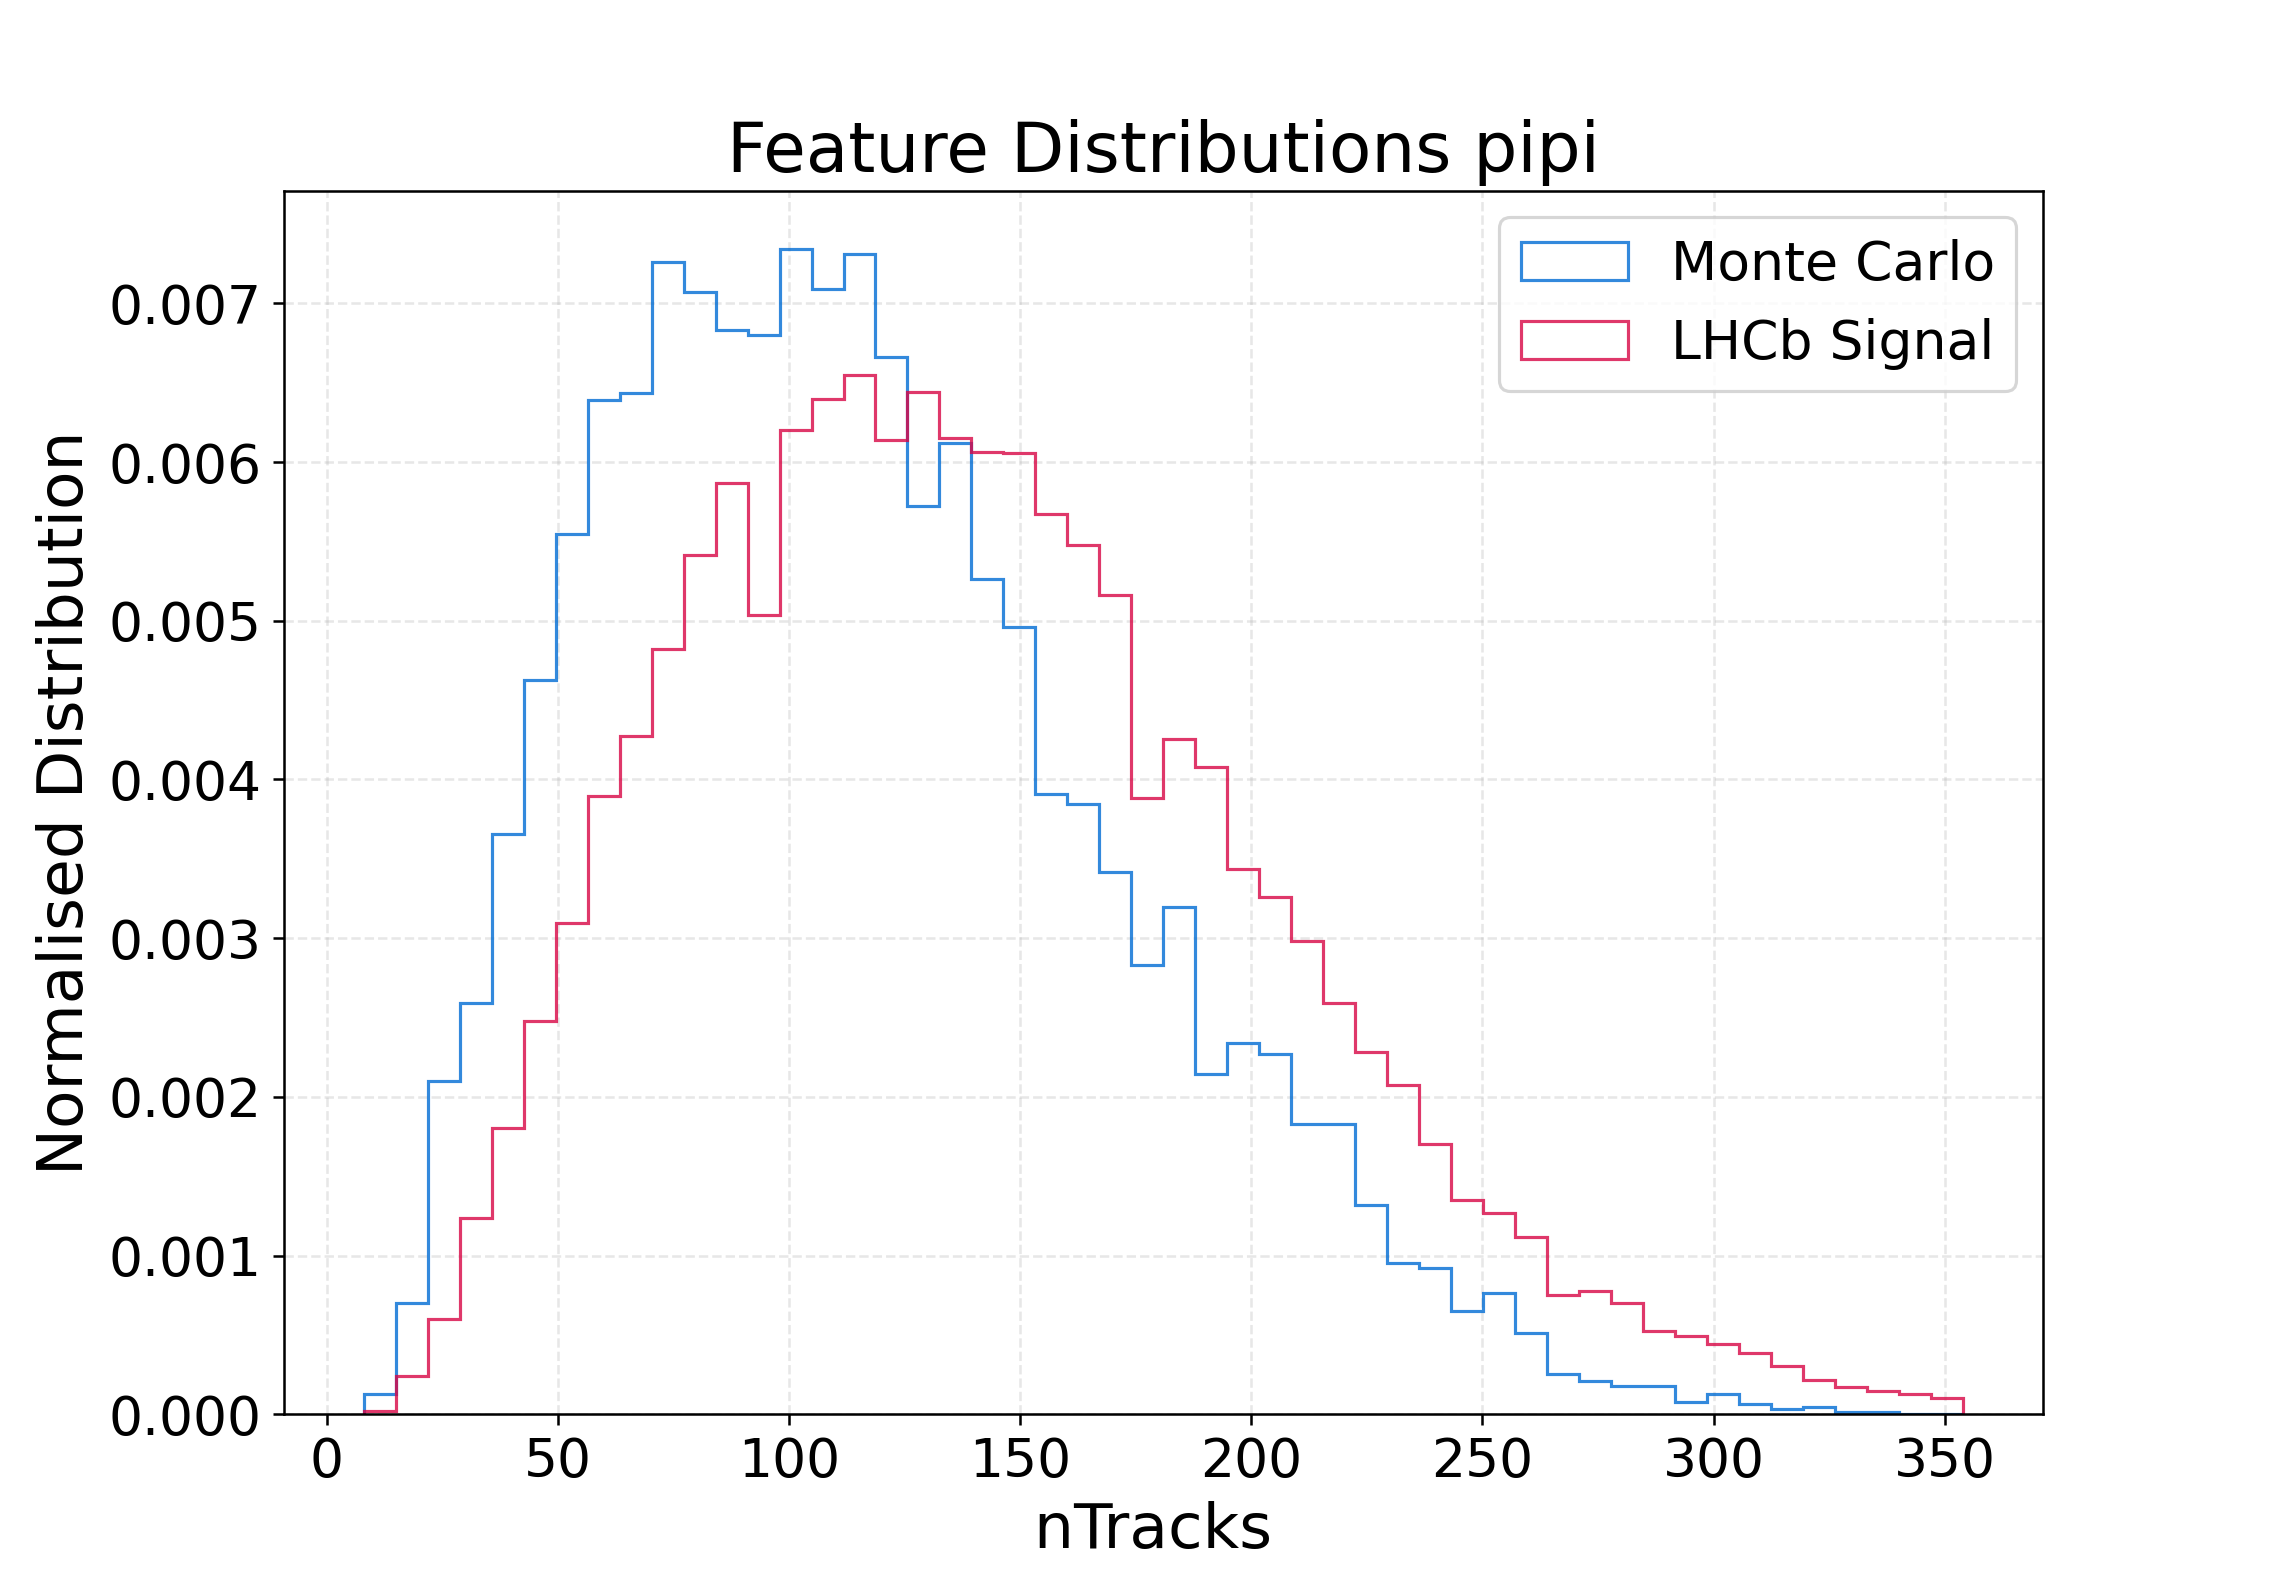 Feature Distributions pipi
Monte Carlo
LHCb Signal
Normalised Distribution
0.007
0.006
0.005
0.004
0.003
0.002
0.001
0.000
0 50 100 150 200 250 300 350
nTracks